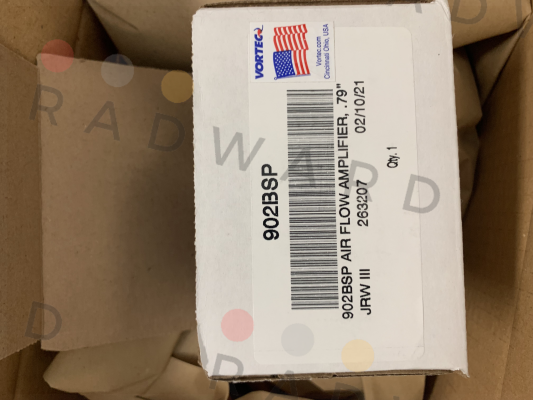 VORTEC
Vortec.com
Cincinnati Ohio, USA
902BSP
902BSP AIR FLOW AMPLIFIER, .79"
JRW III 263207 02/10/21
Qty. 1
RADWARD